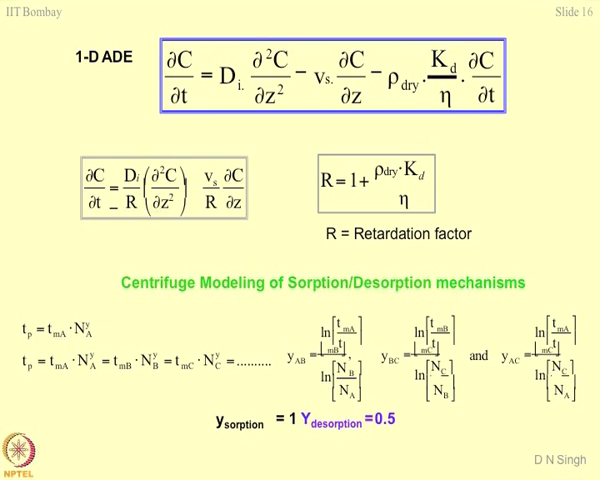 IIT Bombay
Slide 16
1-D ADE
∂C/∂t = D_i. ∂²C/∂z² − v_s. ∂C/∂z − ρ_dry · K_d/η · ∂C/∂t
∂C/∂t = D_i/R (∂²C/∂z²) − v_s/R ∂C/∂z
R = 1 + ρ_dry · K_d / η
R = Retardation factor
Centrifuge Modeling of Sorption/Desorption mechanisms
t_p = t_mA · N_A^y
t_p = t_mA · N_A^y = t_mB · N_B^y = t_mC · N_C^y = ..........
y_AB = ln[t_mA/t_mB] / ln[N_B/N_A], y_BC = ln[t_mB/t_mC] / ln[N_C/N_B] and y_AC = ln[t_mA/t_mC] / ln[N_C/N_A]
y_sorption = 1 Y_desorption = 0.5
NPTEL
D N Singh